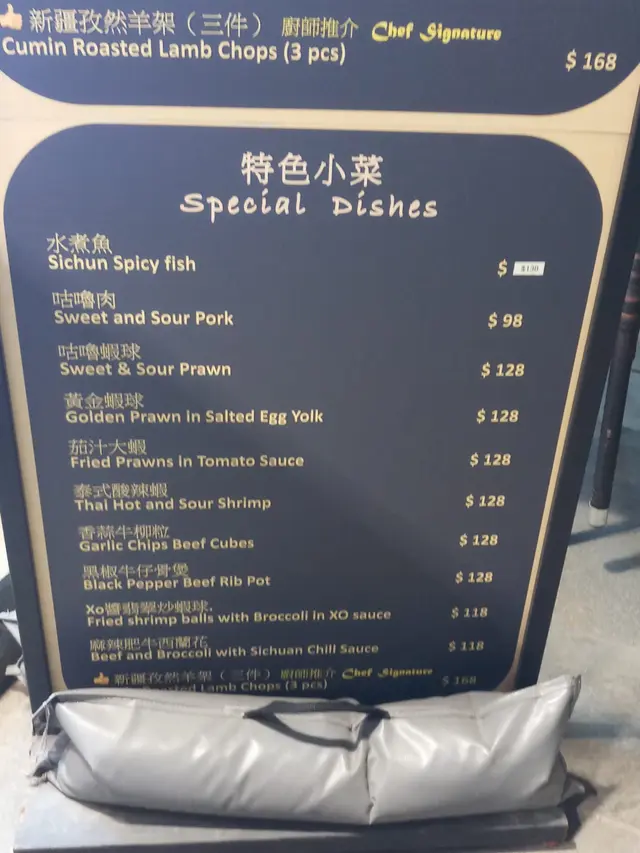 新疆孜然羊架（三件） 廚師推介 Chef Signature
Cumin Roasted Lamb Chops (3 pcs)
$ 168
特色小菜
Special Dishes
水煮魚
Sichun Spicy fish
$ $130
咕嚕肉
Sweet and Sour Pork
$ 98
咕嚕蝦球
Sweet & Sour Prawn
$ 128
黃金蝦球
Golden Prawn in Salted Egg Yolk
$ 128
茄汁大蝦
Fried Prawns in Tomato Sauce
$ 128
泰式酸辣蝦
Thai Hot and Sour Shrimp
$ 128
香蒜牛柳粒
Garlic Chips Beef Cubes
$ 128
黑椒牛仔骨煲
Black Pepper Beef Rib Pot
$ 128
Xo醬翡翠炒蝦球.
Fried shrimp balls with Broccoli in XO sauce
$ 118
麻辣肥牛西蘭花
Beef and Broccoli with Sichuan Chill Sauce
$ 118
新疆孜然羊架（三件） 廚師推介 Chef Signature
Roasted Lamb Chops (3 pcs)
$ 168